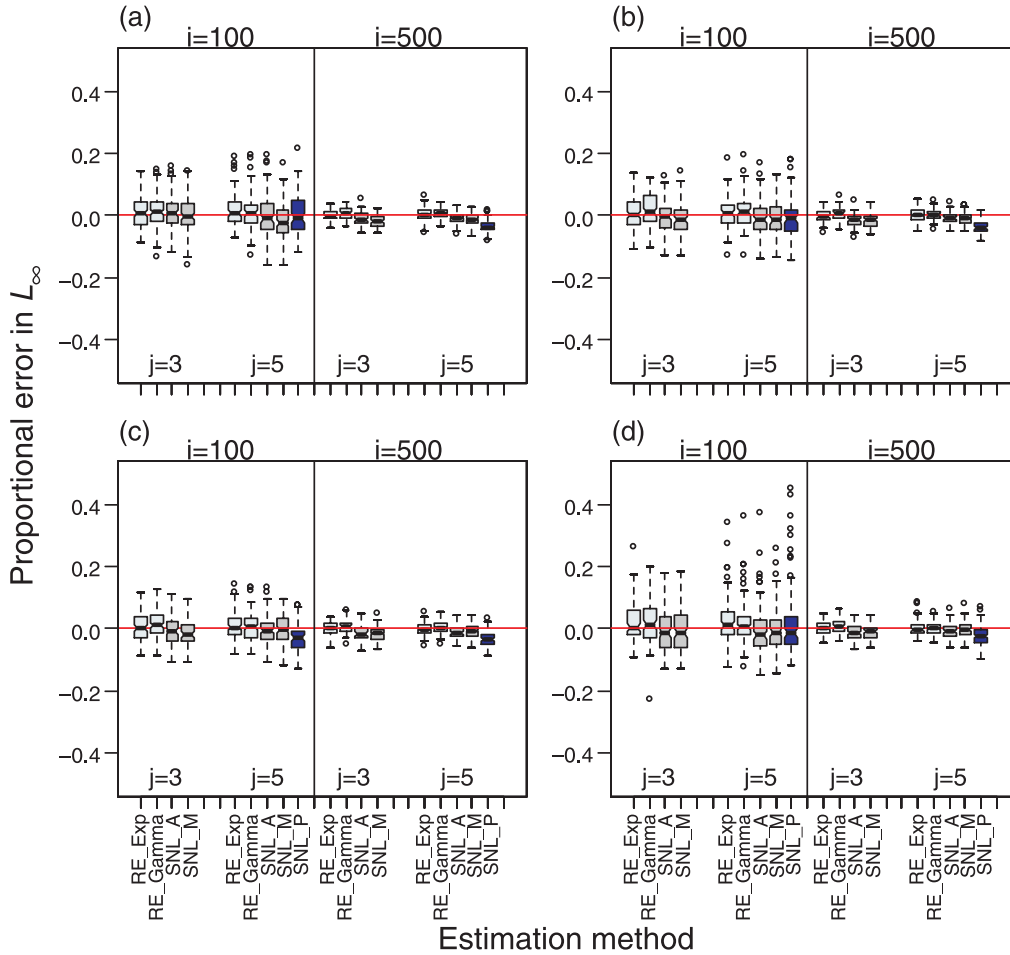 (a)
(b)
i=100
i=500
i=100
i=500
0.4
0.2
0.0
−0.2
−0.4
0.4
0.2
0.0
−0.2
−0.4
j=3
j=5
j=3
j=5
j=3
j=5
j=3
j=5
(c)
(d)
i=100
i=500
i=100
i=500
0.4
0.2
0.0
−0.2
−0.4
0.4
0.2
0.0
−0.2
−0.4
j=3
j=5
j=3
j=5
j=3
j=5
j=3
j=5
RE_Exp
RE_Gamma
SNL_A
SNL_M
RE_Exp
RE_Gamma
SNL_A
SNL_M
SNL_P
RE_Exp
RE_Gamma
SNL_A
SNL_M
RE_Exp
RE_Gamma
SNL_A
SNL_M
SNL_P
RE_Exp
RE_Gamma
SNL_A
SNL_M
RE_Exp
RE_Gamma
SNL_A
SNL_M
SNL_P
RE_Exp
RE_Gamma
SNL_A
SNL_M
RE_Exp
RE_Gamma
SNL_A
SNL_M
SNL_P
Proportional error in L∞
Estimation method